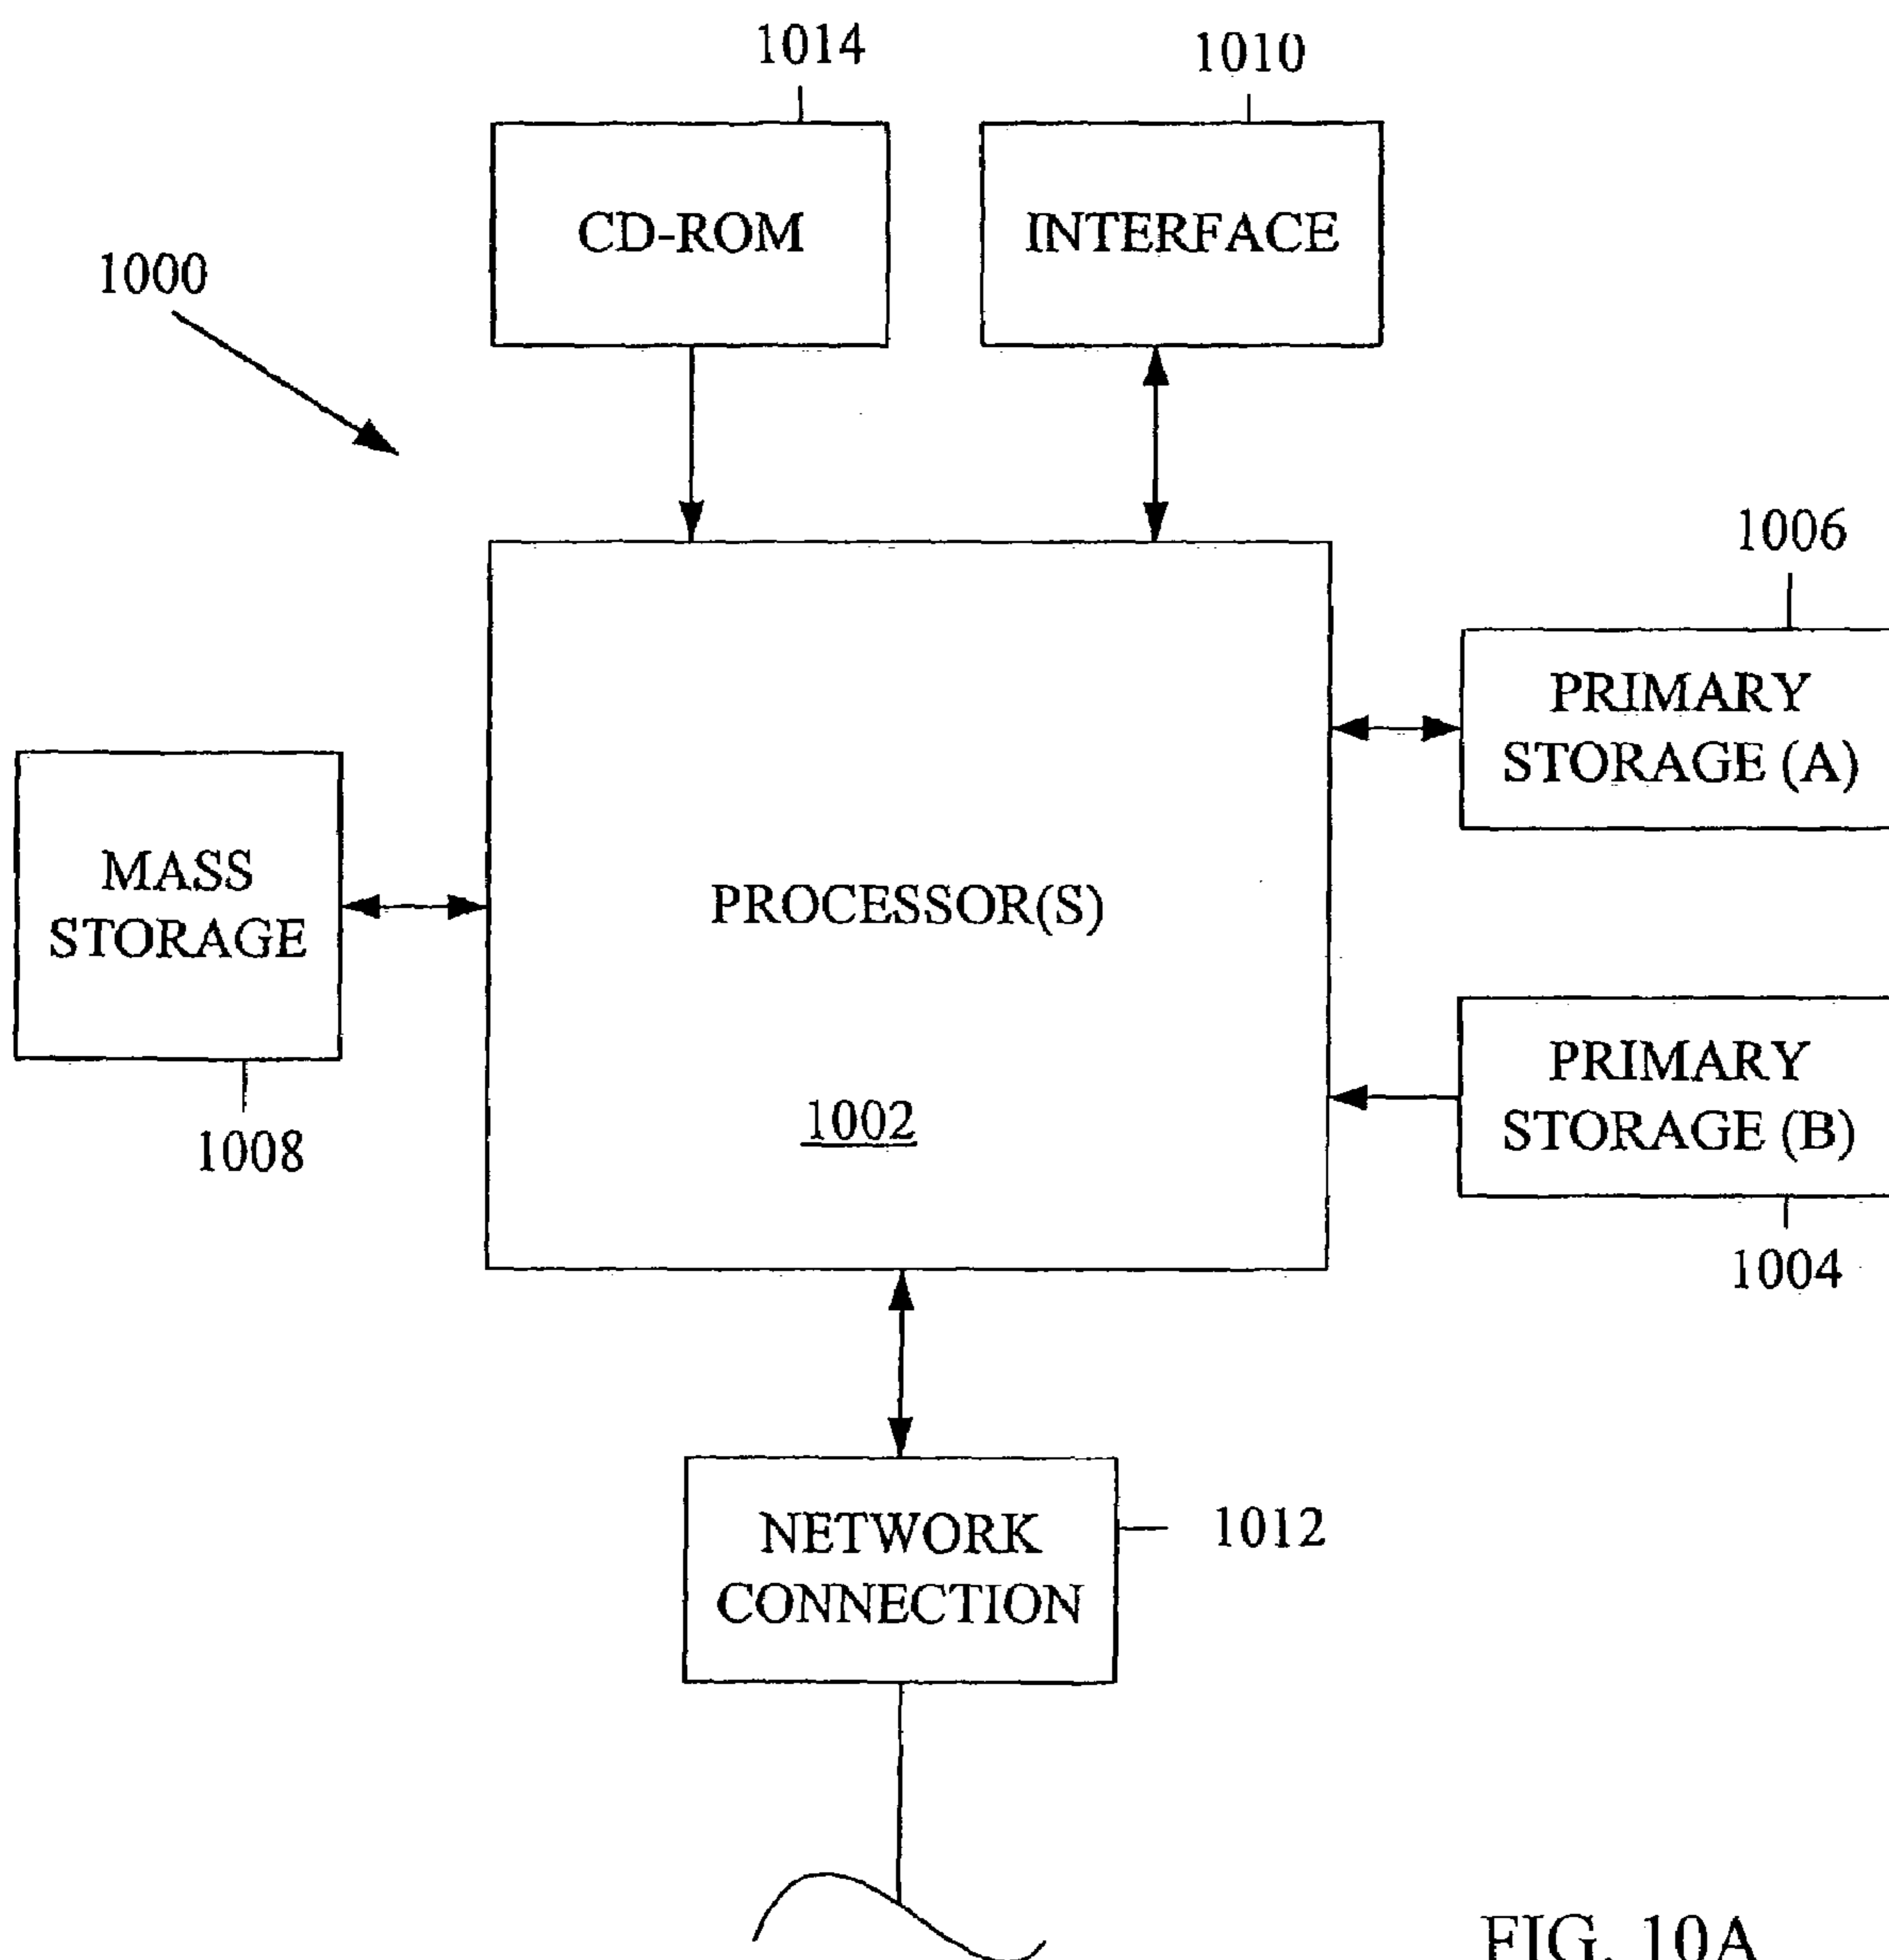 1014
1010
CD-ROM
INTERFACE
1000
1006
PRIMARY
STORAGE (A)
MASS
STORAGE
1008
PROCESSOR(S)
1002
PRIMARY
STORAGE (B)
1004
NETWORK
CONNECTION
1012
FIG. 10A